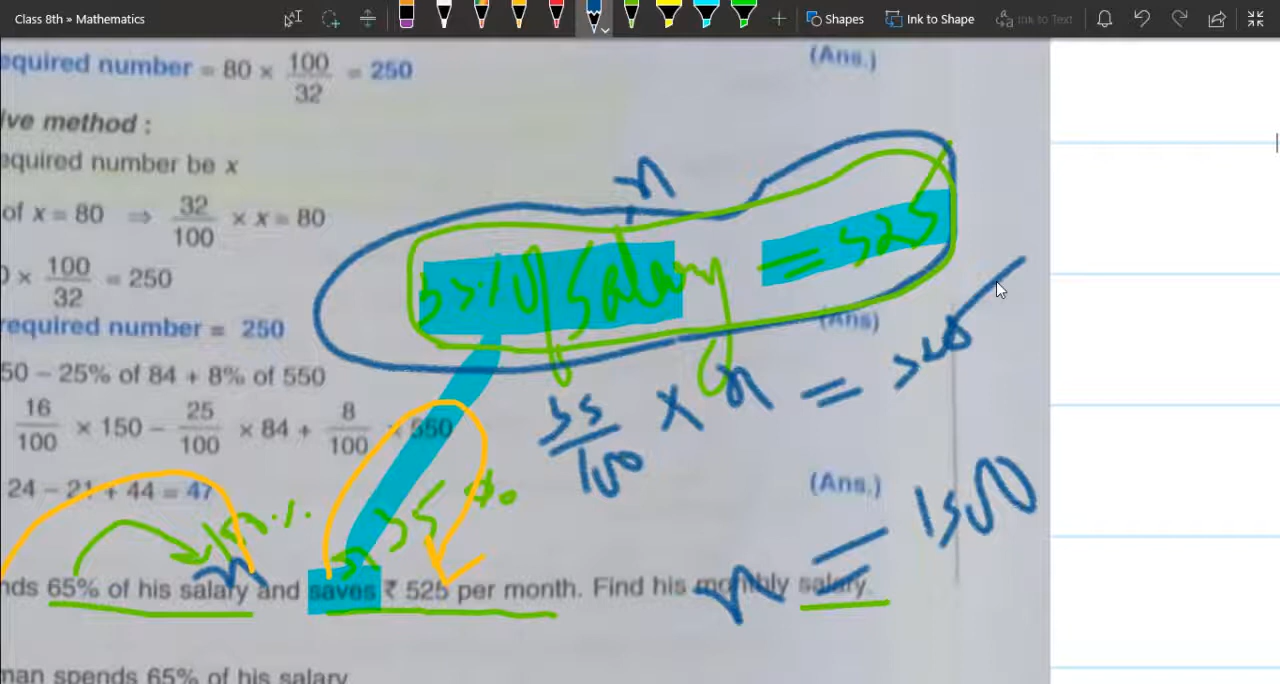 Class 8th » Mathematics
Shapes
Ink to Shape
Ink to Text
equired number = 80 × 100/32 = 250
(Ans.)
ive method :
equired number be x
of x = 80 ⇒ 32/100 × x = 80
0 × 100/32 = 250
required number = 250
(Ans)
50 – 25% of 84 + 8% of 550
16/100 × 150 – 25/100 × 84 + 8/100 × 550
24 – 21 + 44 = 47
(Ans.)
nds 65% of his salary and saves ₹ 525 per month. Find his monthly salary.
man spends 65% of his salary
x
35% of salary = 525
35/100 × x = 525
100%
35%
x
x = 1500